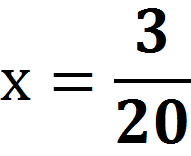 x = 3/20